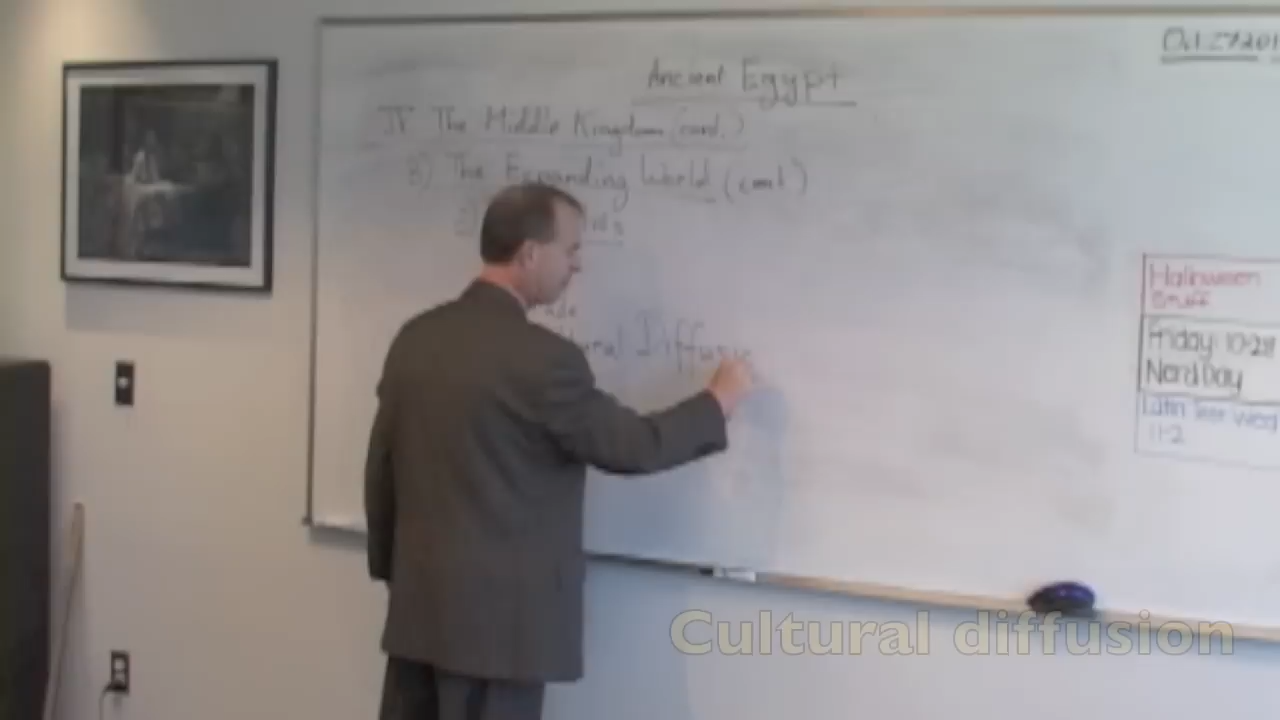 Oct. 27 201
Ancient Egypt
IV The Middle Kingdom (cont.)
B) The Expanding World (cont.)
Diffusi
Halloween
Stuff
Friday: 10-28
Nerd Day
Latin Test Wed
11-2
Cultural diffusion